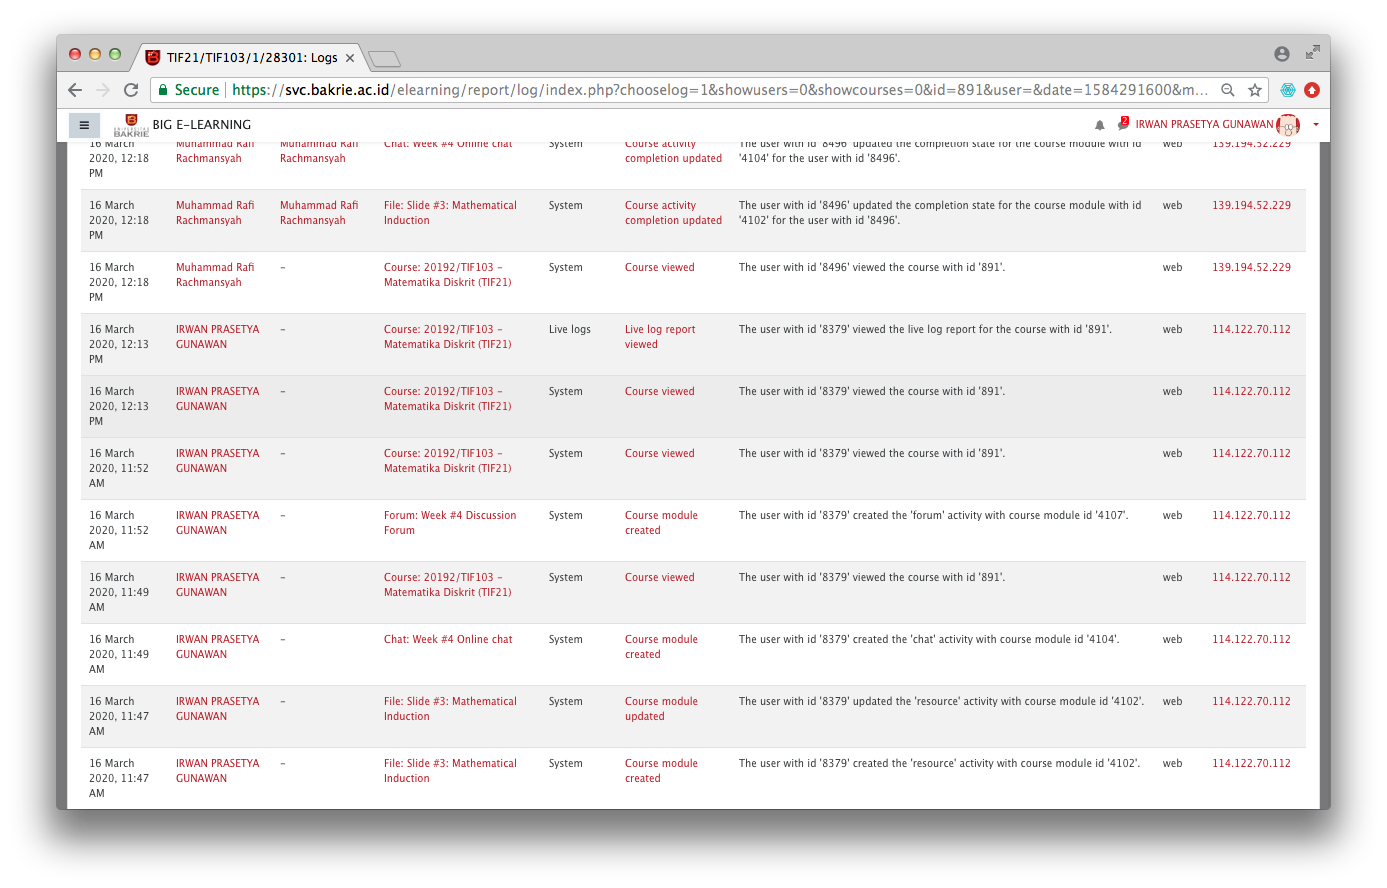 TIF21/TIF103/1/28301: Logs
Secure https://svc.bakrie.ac.id/elearning/report/log/index.php?chooselog=1&showusers=0&showcourses=0&id=891&user=&date=1584291600&m...
UNIVERSITAS
BAKRIE
BIG E-LEARNING
2
IRWAN PRASETYA GUNAWAN
16 March Muhammad Rafi Muhammad Rafi Chat: Week #4 Online chat System Course activity The user with id '8496' updated the completion state for the course module with id web 139.194.52.229
2020, 12:18 Rachmansyah Rachmansyah completion updated '4104' for the user with id '8496'.
PM
16 March Muhammad Rafi Muhammad Rafi File: Slide #3: Mathematical System Course activity The user with id '8496' updated the completion state for the course module with id web 139.194.52.229
2020, 12:18 Rachmansyah Rachmansyah Induction completion updated '4102' for the user with id '8496'.
PM
16 March Muhammad Rafi – Course: 20192/TIF103 – System Course viewed The user with id '8496' viewed the course with id '891'. web 139.194.52.229
2020, 12:18 Rachmansyah Matematika Diskrit (TIF21)
PM
16 March IRWAN PRASETYA – Course: 20192/TIF103 – Live logs Live log report The user with id '8379' viewed the live log report for the course with id '891'. web 114.122.70.112
2020, 12:13 GUNAWAN Matematika Diskrit (TIF21) viewed
PM
16 March IRWAN PRASETYA – Course: 20192/TIF103 – System Course viewed The user with id '8379' viewed the course with id '891'. web 114.122.70.112
2020, 12:13 GUNAWAN Matematika Diskrit (TIF21)
PM
16 March IRWAN PRASETYA – Course: 20192/TIF103 – System Course viewed The user with id '8379' viewed the course with id '891'. web 114.122.70.112
2020, 11:52 GUNAWAN Matematika Diskrit (TIF21)
AM
16 March IRWAN PRASETYA – Forum: Week #4 Discussion System Course module The user with id '8379' created the 'forum' activity with course module id '4107'. web 114.122.70.112
2020, 11:52 GUNAWAN Forum created
AM
16 March IRWAN PRASETYA – Course: 20192/TIF103 – System Course viewed The user with id '8379' viewed the course with id '891'. web 114.122.70.112
2020, 11:49 GUNAWAN Matematika Diskrit (TIF21)
AM
16 March IRWAN PRASETYA – Chat: Week #4 Online chat System Course module The user with id '8379' created the 'chat' activity with course module id '4104'. web 114.122.70.112
2020, 11:49 GUNAWAN created
AM
16 March IRWAN PRASETYA – File: Slide #3: Mathematical System Course module The user with id '8379' updated the 'resource' activity with course module id '4102'. web 114.122.70.112
2020, 11:47 GUNAWAN Induction updated
AM
16 March IRWAN PRASETYA – File: Slide #3: Mathematical System Course module The user with id '8379' created the 'resource' activity with course module id '4102'. web 114.122.70.112
2020, 11:47 GUNAWAN Induction created
AM